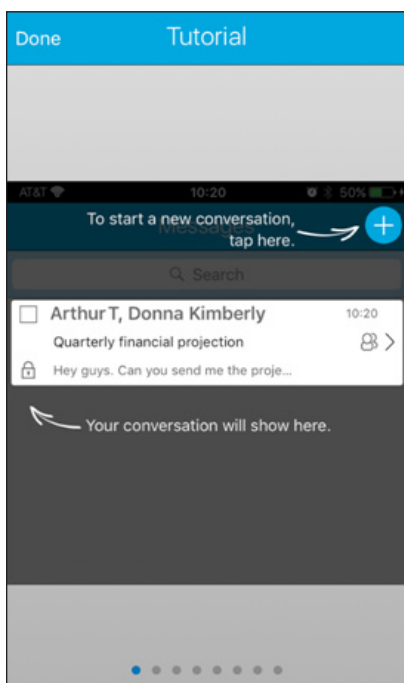 Done Tutorial
AT&T 10:20 50%
To start a new conversation,
Messages
tap here.
Search
Arthur T, Donna Kimberly 10:20
Quarterly financial projection
Hey guys. Can you send me the proje...
Your conversation will show here.